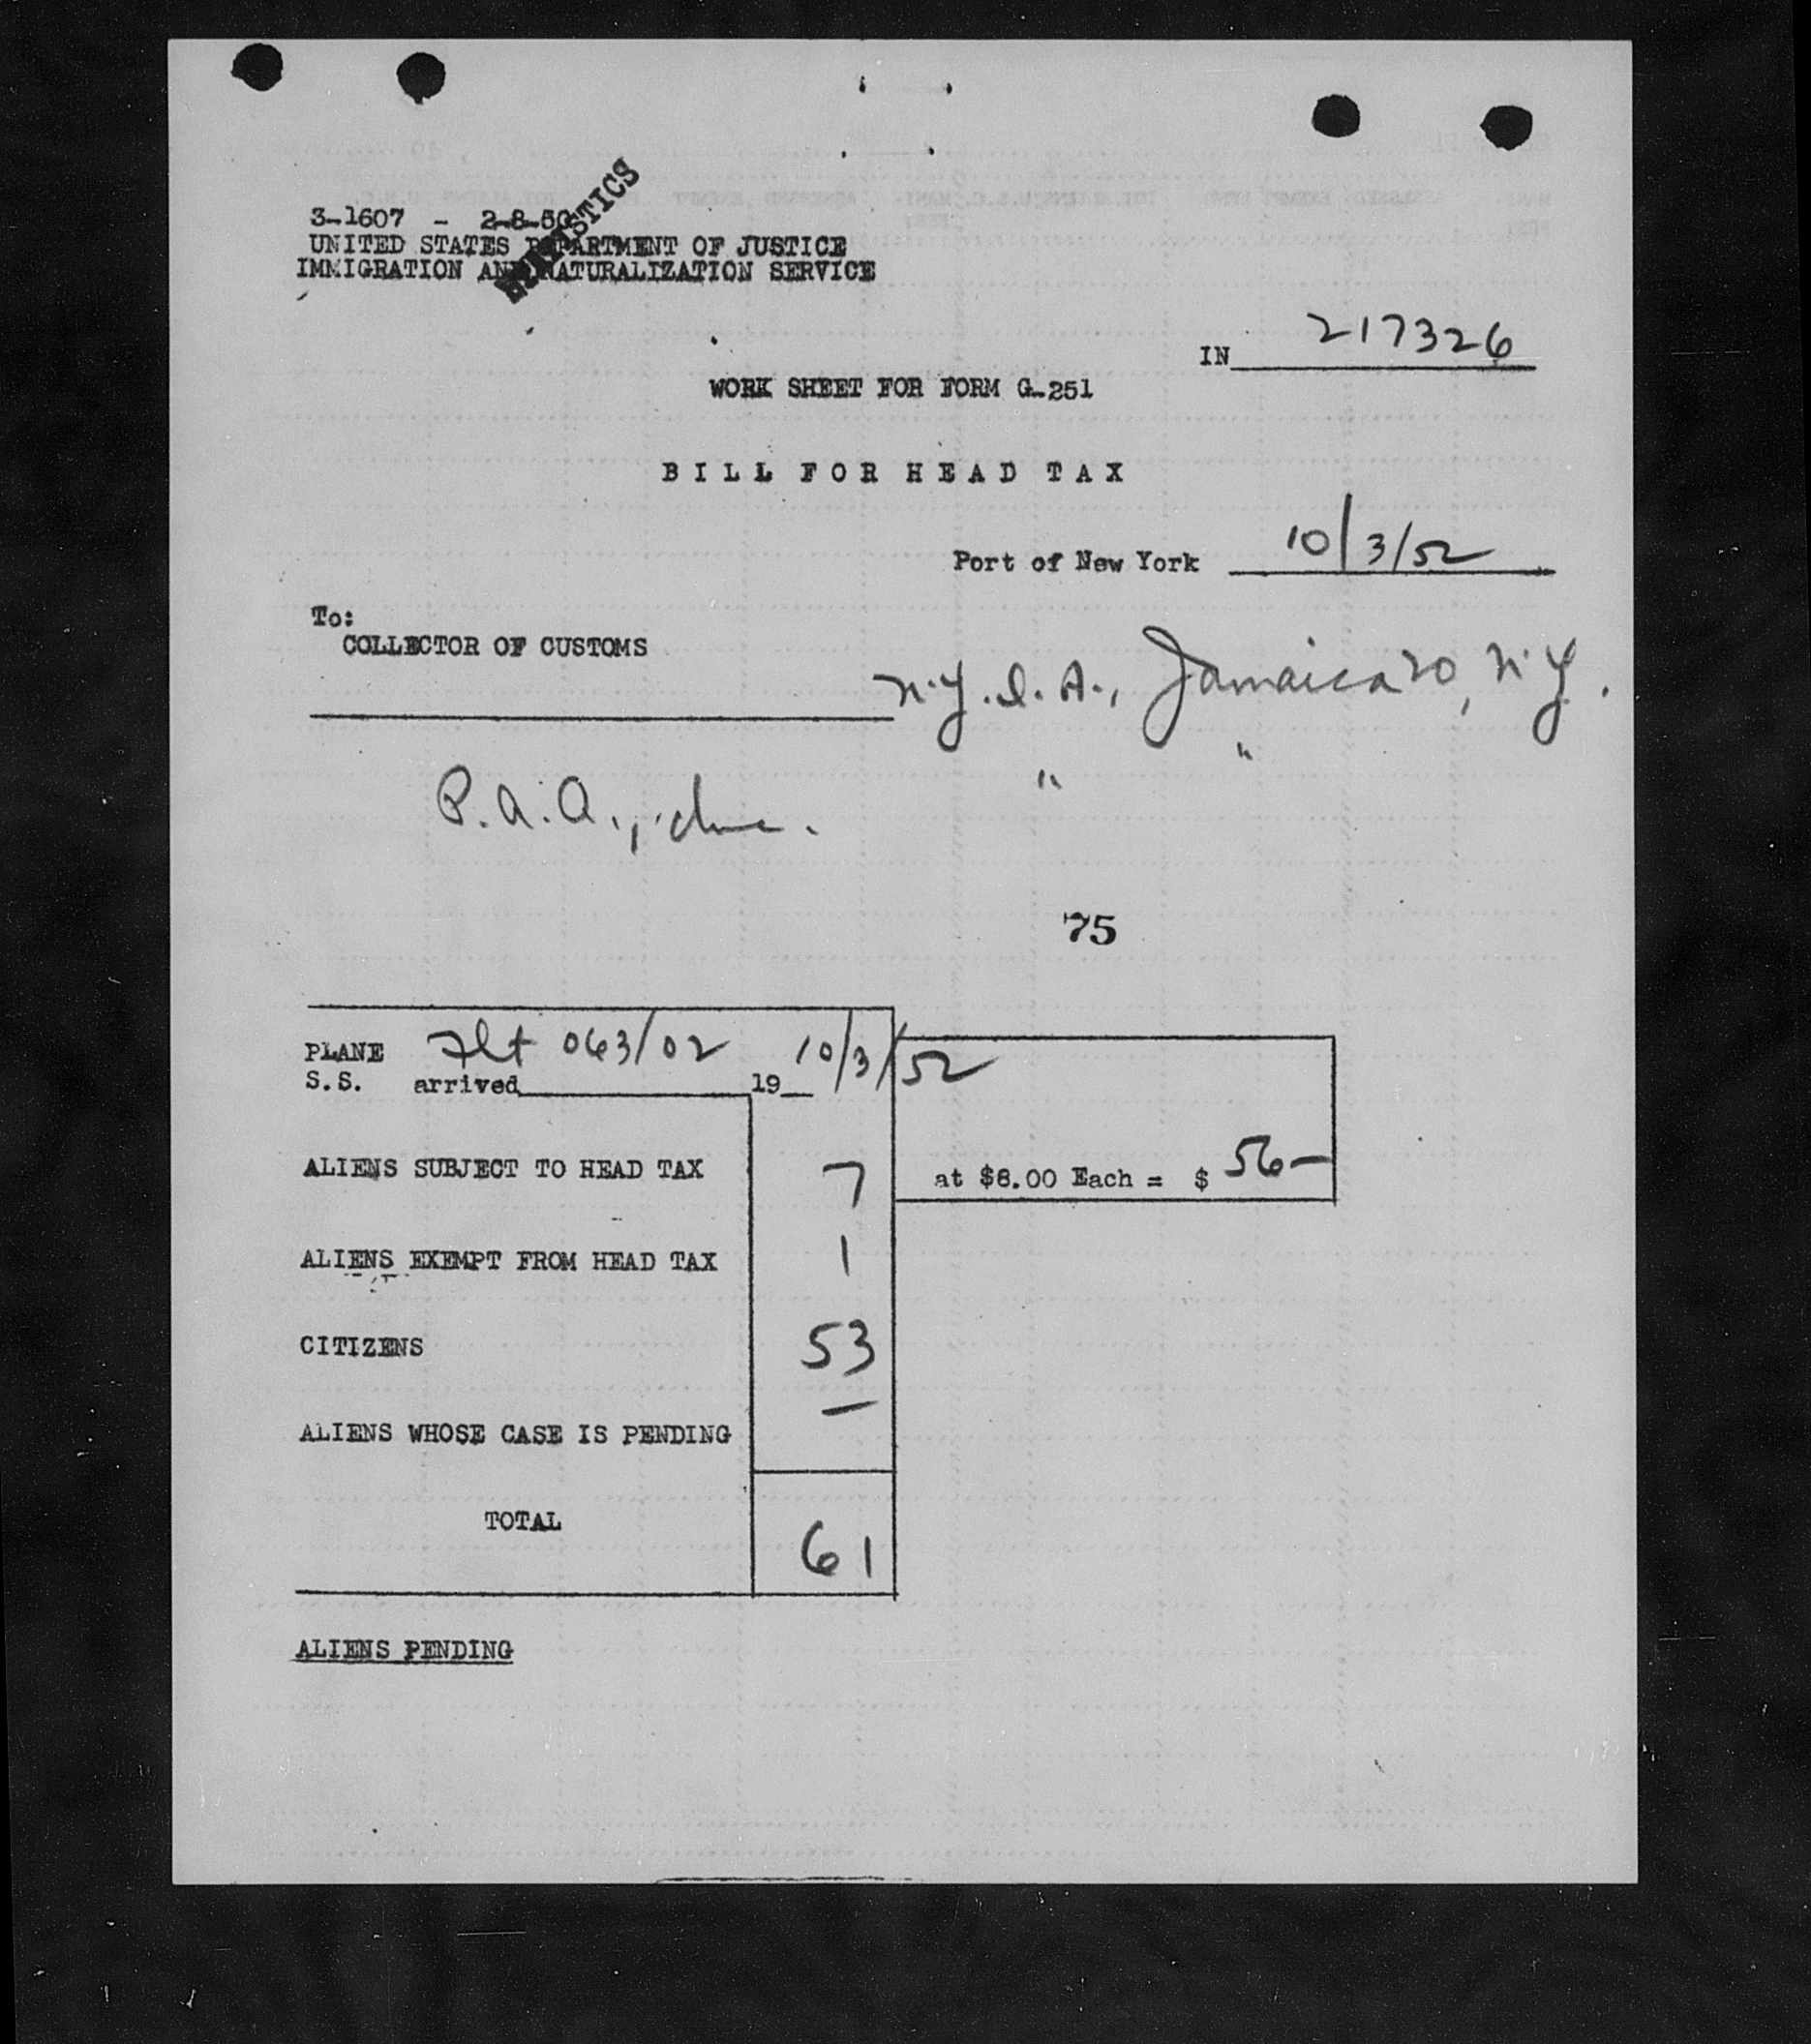 STATISTICS
3-1607 - 2-8-50
UNITED STATES DEPARTMENT OF JUSTICE
IMMIGRATION AND NATURALIZATION SERVICE
IN 217326
WORK SHEET FOR FORM G-251
BILL FOR HEAD TAX
Port of New York 10/3/52
To:
COLLECTOR OF CUSTOMS
N.Y.I.A., Jamaica 30, N.Y.
P.A.A., Inc. " "
75
PLANE Flt 063/02 10/3/52
S.S. arrived 19
ALIENS SUBJECT TO HEAD TAX 7 at $8.00 Each = $ 56-
ALIENS EXEMPT FROM HEAD TAX 1
CITIZENS 53
ALIENS WHOSE CASE IS PENDING —
TOTAL 61
ALIENS PENDING